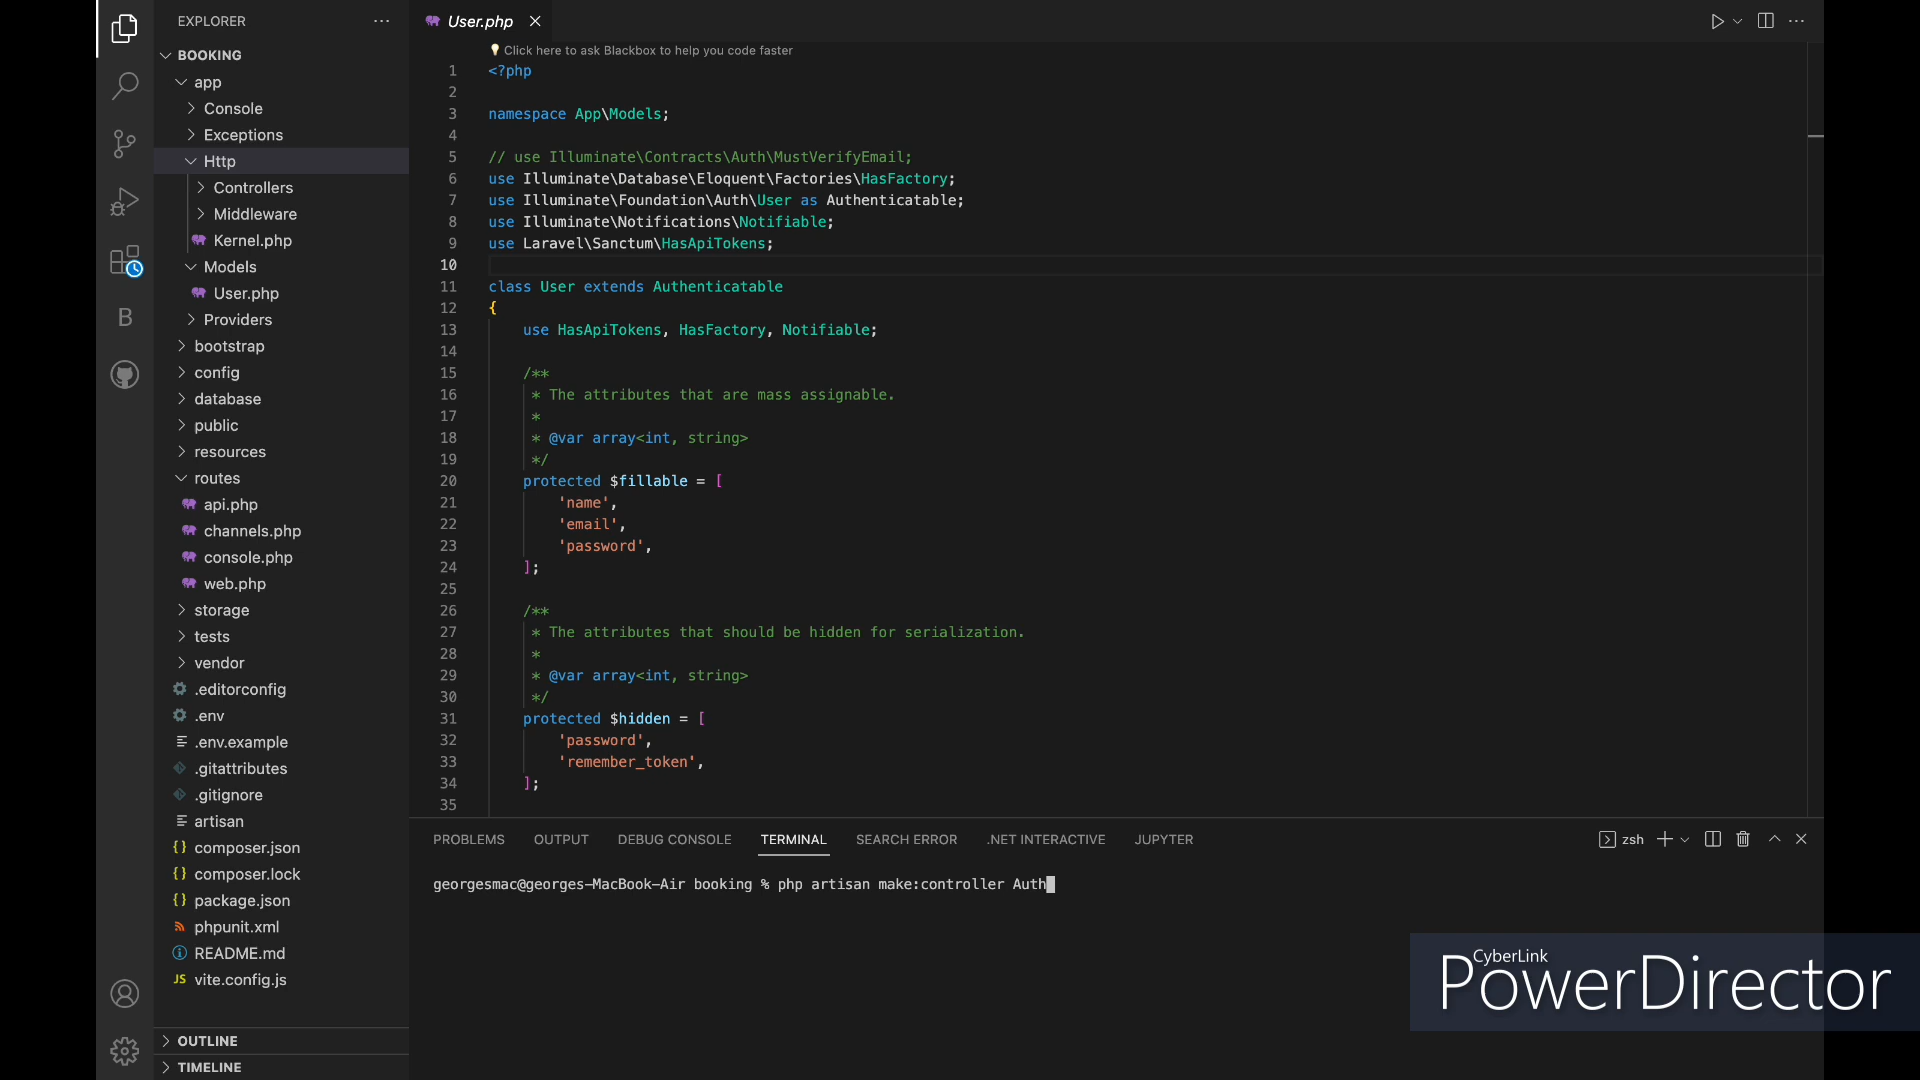 EXPLORER
BOOKING
app
Console
Exceptions
Http
Controllers
Middleware
Kernel.php
Models
User.php
Providers
bootstrap
config
database
public
resources
routes
api.php
channels.php
console.php
web.php
storage
tests
vendor
.editorconfig
.env
.env.example
.gitattributes
.gitignore
artisan
{} composer.json
{} composer.lock
{} package.json
phpunit.xml
README.md
JS vite.config.js
OUTLINE
TIMELINE
User.php
Click here to ask Blackbox to help you code faster
1 <?php
2
3 namespace App\Models;
4
5 // use Illuminate\Contracts\Auth\MustVerifyEmail;
6 use Illuminate\Database\Eloquent\Factories\HasFactory;
7 use Illuminate\Foundation\Auth\User as Authenticatable;
8 use Illuminate\Notifications\Notifiable;
9 use Laravel\Sanctum\HasApiTokens;
10
11 class User extends Authenticatable
12 {
13     use HasApiTokens, HasFactory, Notifiable;
14
15     /**
16      * The attributes that are mass assignable.
17      *
18      * @var array<int, string>
19      */
20     protected $fillable = [
21         'name',
22         'email',
23         'password',
24     ];
25
26     /**
27      * The attributes that should be hidden for serialization.
28      *
29      * @var array<int, string>
30      */
31     protected $hidden = [
32         'password',
33         'remember_token',
34     ];
35
PROBLEMS OUTPUT DEBUG CONSOLE TERMINAL SEARCH ERROR .NET INTERACTIVE JUPYTER zsh
georgesmac@georges-MacBook-Air booking % php artisan make:controller Auth
CyberLink
PowerDirector